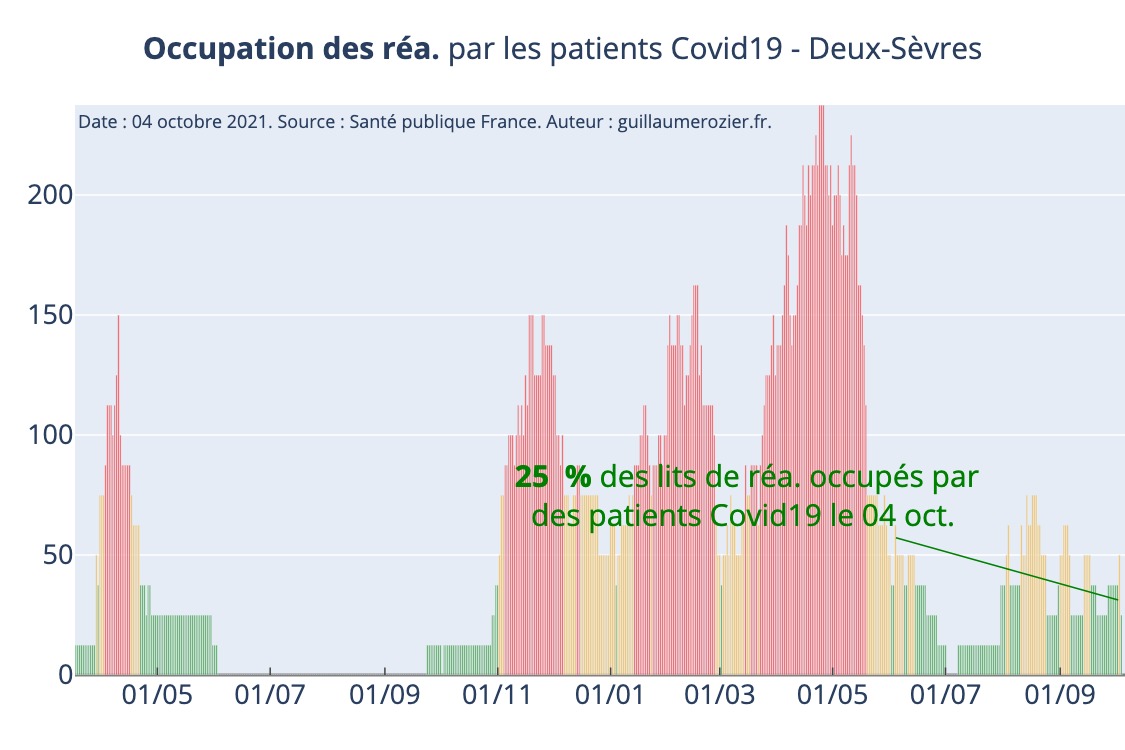 Occupation des réa. par les patients Covid19 - Deux-Sèvres
Date : 04 octobre 2021. Source : Santé publique France. Auteur : guillaumerozier.fr.
200
150
100
25 % des lits de réa. occupés par
des patients Covid19 le 04 oct.
50
0
01/05 01/07 01/09 01/11 01/01 01/03 01/05 01/07 01/09